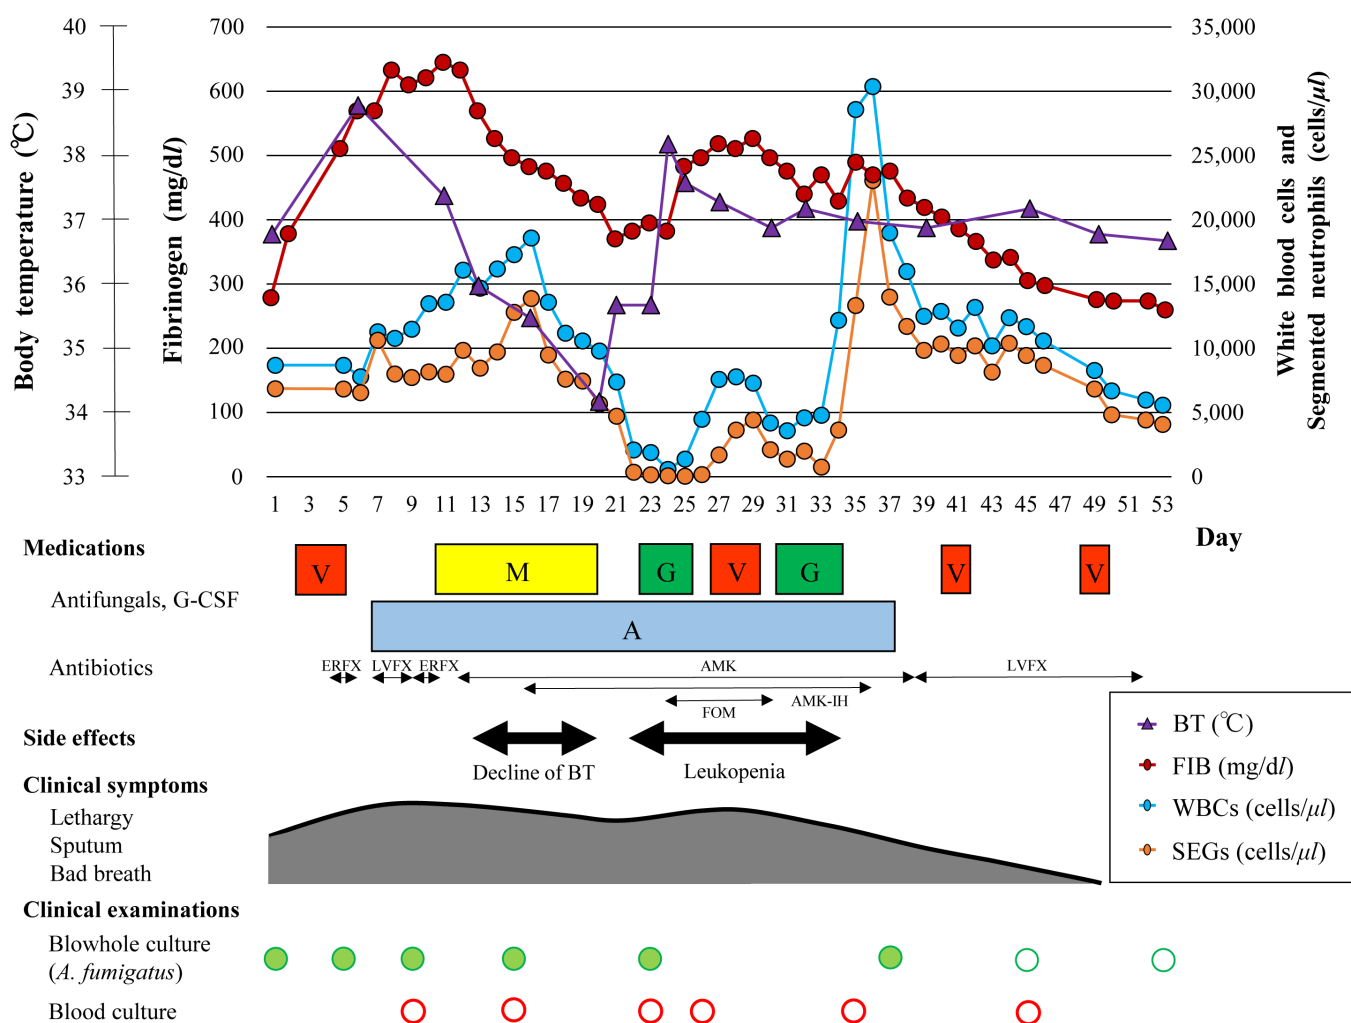 40
39
38
37
36
35
34
33
Body temperature (℃)
700
600
500
400
300
200
100
0
Fibrinogen (mg/dl)
35,000
30,000
25,000
20,000
15,000
10,000
5,000
0
White blood cells and
Segmented neutrophils (cells/μl)
1 3 5 7 9 11 13 15 17 19 21 23 25 27 29 31 33 35 37 39 41 43 45 47 49 51 53
Day
Medications
V M G V G V V
Antifungals, G-CSF
A
Antibiotics
ERFX LVFX ERFX AMK LVFX
FOM AMK-IH
Side effects
Decline of BT Leukopenia
Clinical symptoms
Lethargy
Sputum
Bad breath
BT (℃)
FIB (mg/dl)
WBCs (cells/μl)
SEGs (cells/μl)
Clinical examinations
Blowhole culture
(A. fumigatus)
Blood culture